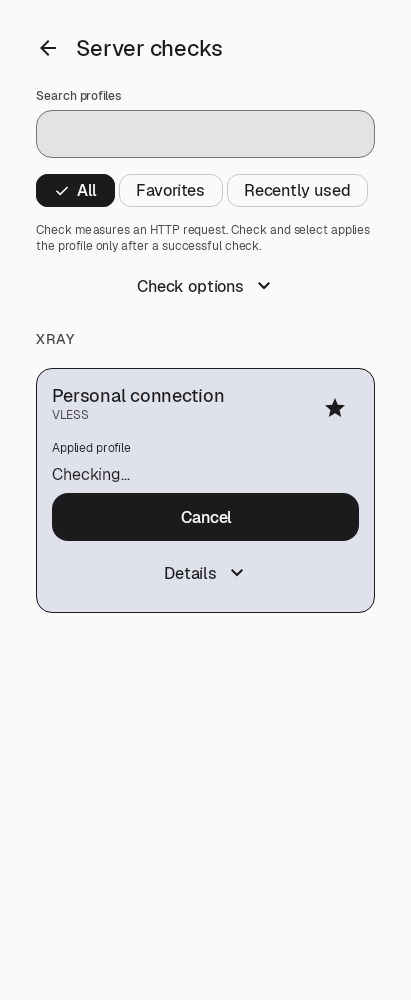 Server checks
Search profiles
All
Favorites
Recently used
Check measures an HTTP request. Check and select applies
the profile only after a successful check.
Check options
XRAY
Personal connection
VLESS
Applied profile
Checking…
Cancel
Details